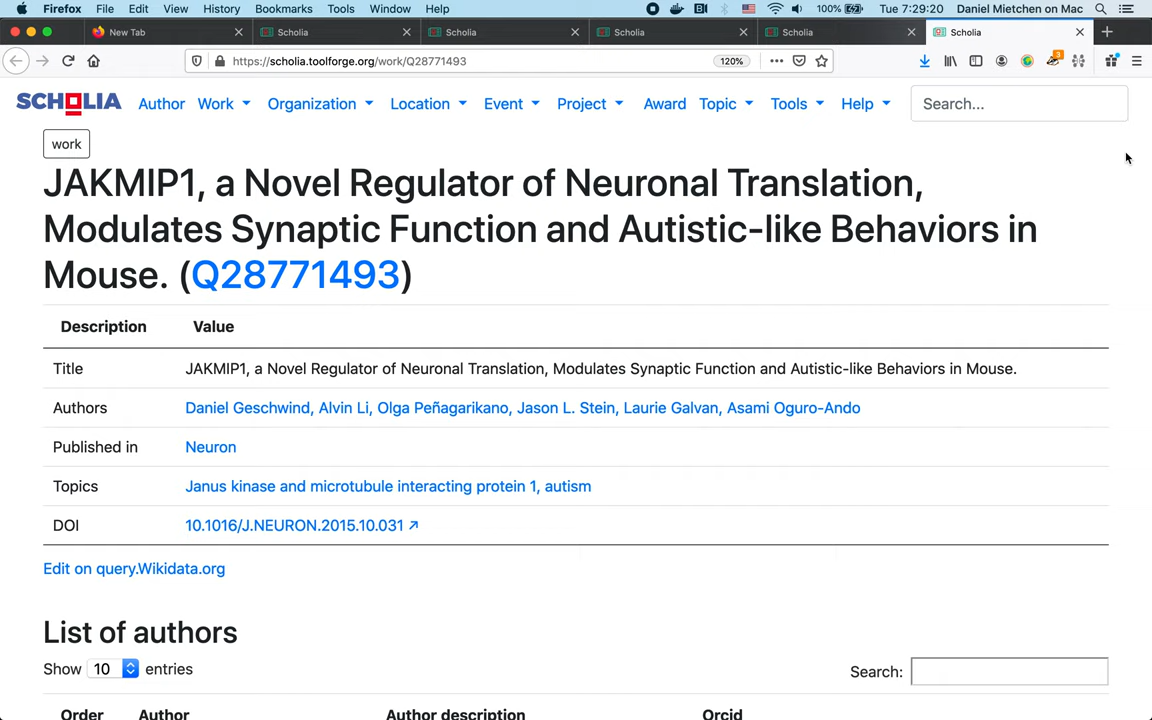 Firefox File Edit View History Bookmarks Tools Window Help 100% Tue 7:29:20 Daniel Mietchen on Mac
New Tab Scholia Scholia Scholia Scholia Scholia
https://scholia.toolforge.org/work/Q28771493 120% 3
SCHOLIA Author Work Organization Location Event Project Award Topic Tools Help Search...
work
JAKMIP1, a Novel Regulator of Neuronal Translation,
Modulates Synaptic Function and Autistic-like Behaviors in
Mouse. (Q28771493)
Description Value
Title JAKMIP1, a Novel Regulator of Neuronal Translation, Modulates Synaptic Function and Autistic-like Behaviors in Mouse.
Authors Daniel Geschwind, Alvin Li, Olga Peñagarikano, Jason L. Stein, Laurie Galvan, Asami Oguro-Ando
Published in Neuron
Topics Janus kinase and microtubule interacting protein 1, autism
DOI 10.1016/J.NEURON.2015.10.031 ↗
Edit on query.Wikidata.org
List of authors
Show 10 entries Search:
Order Author Author description Orcid